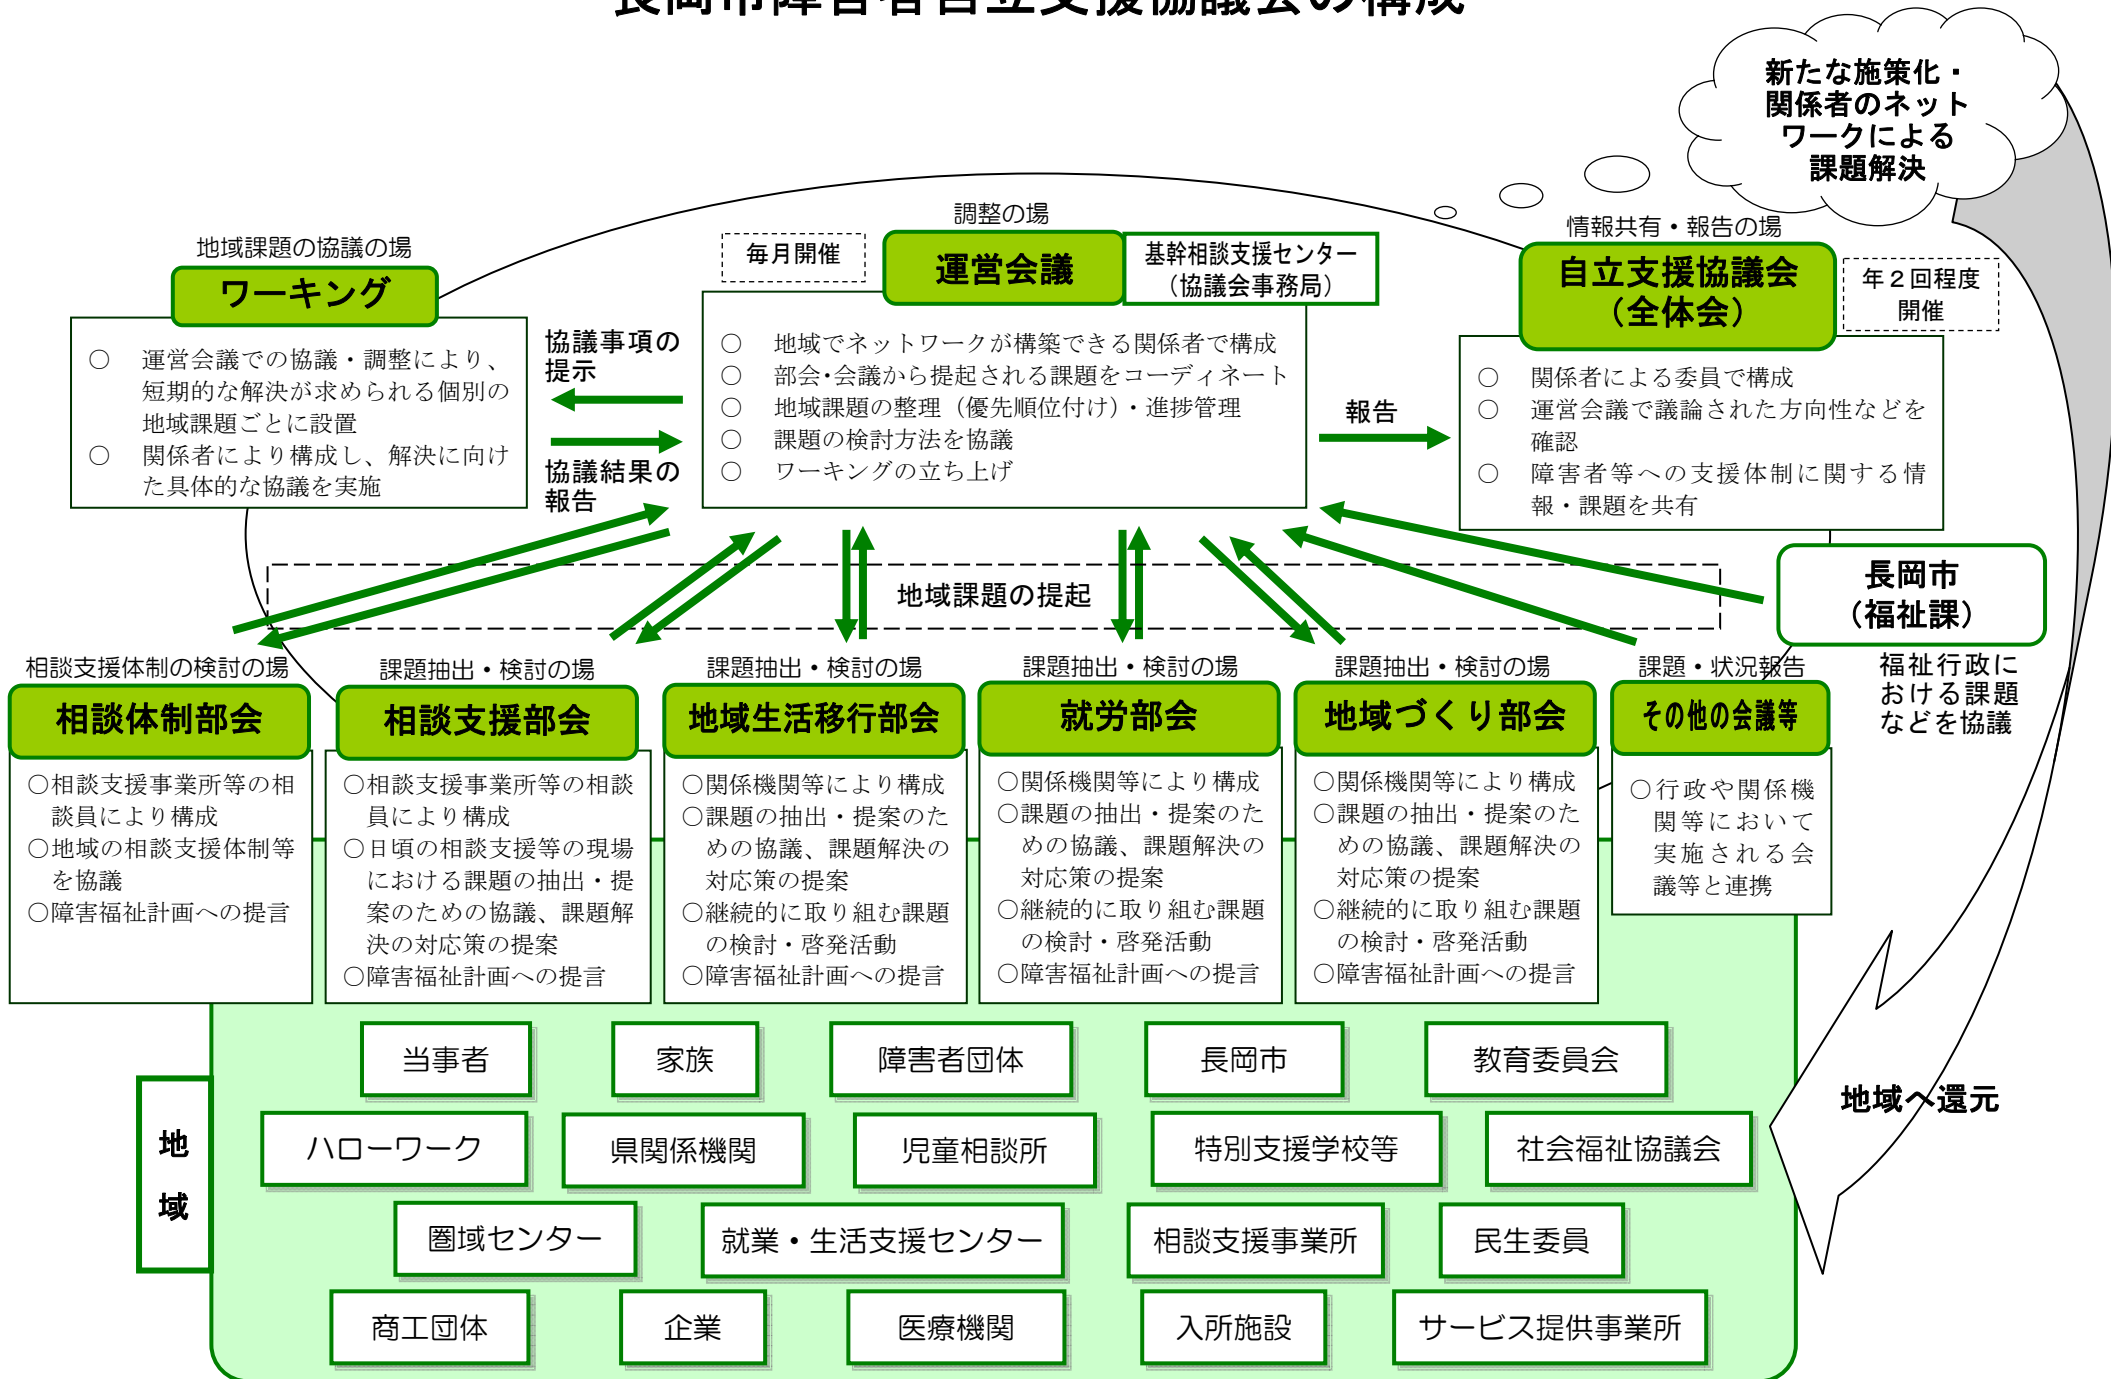 長岡市障害者自立支援協議会の構成
新たな施策化・
関係者のネット
ワークによる
課題解決
地域課題の協議の場
ワーキング
○ 運営会議での協議・調整により、
短期的な解決が求められる個別の
地域課題ごとに設置
○ 関係者により構成し、解決に向け
た具体的な協議を実施
協議事項の
提示
協議結果の
報告
調整の場
毎月開催
運営会議
基幹相談支援センター
（協議会事務局）
○ 地域でネットワークが構築できる関係者で構成
○ 部会・会議から提起される課題をコーディネート
○ 地域課題の整理（優先順位付け）・進捗管理
○ 課題の検討方法を協議
○ ワーキングの立ち上げ
報告
情報共有・報告の場
自立支援協議会
（全体会）
年２回程度
開催
○ 関係者による委員で構成
○ 運営会議で議論された方向性などを
確認
○ 障害者等への支援体制に関する情
報・課題を共有
地域課題の提起
長岡市
（福祉課）
福祉行政に
おける課題
などを協議
相談支援体制の検討の場
相談体制部会
○相談支援事業所等の相
談員により構成
○地域の相談支援体制等
を協議
○障害福祉計画への提言
課題抽出・検討の場
相談支援部会
○相談支援事業所等の相談
員により構成
○日頃の相談支援等の現場
における課題の抽出・提
案のための協議、課題解
決の対応策の提案
○障害福祉計画への提言
課題抽出・検討の場
地域生活移行部会
○関係機関等により構成
○課題の抽出・提案のた
めの協議、課題解決の
対応策の提案
○継続的に取り組む課題
の検討・啓発活動
○障害福祉計画への提言
課題抽出・検討の場
就労部会
○関係機関等により構成
○課題の抽出・提案のた
めの協議、課題解決の
対応策の提案
○継続的に取り組む課題
の検討・啓発活動
○障害福祉計画への提言
課題抽出・検討の場
地域づくり部会
○関係機関等により構成
○課題の抽出・提案のた
めの協議、課題解決の
対応策の提案
○継続的に取り組む課題
の検討・啓発活動
○障害福祉計画への提言
課題・状況報告
その他の会議等
○行政や関係機
関等において
実施される会
議等と連携
地域へ還元
地
域
当事者
家族
障害者団体
長岡市
教育委員会
ハローワーク
県関係機関
児童相談所
特別支援学校等
社会福祉協議会
圏域センター
就業・生活支援センター
相談支援事業所
民生委員
商工団体
企業
医療機関
入所施設
サービス提供事業所